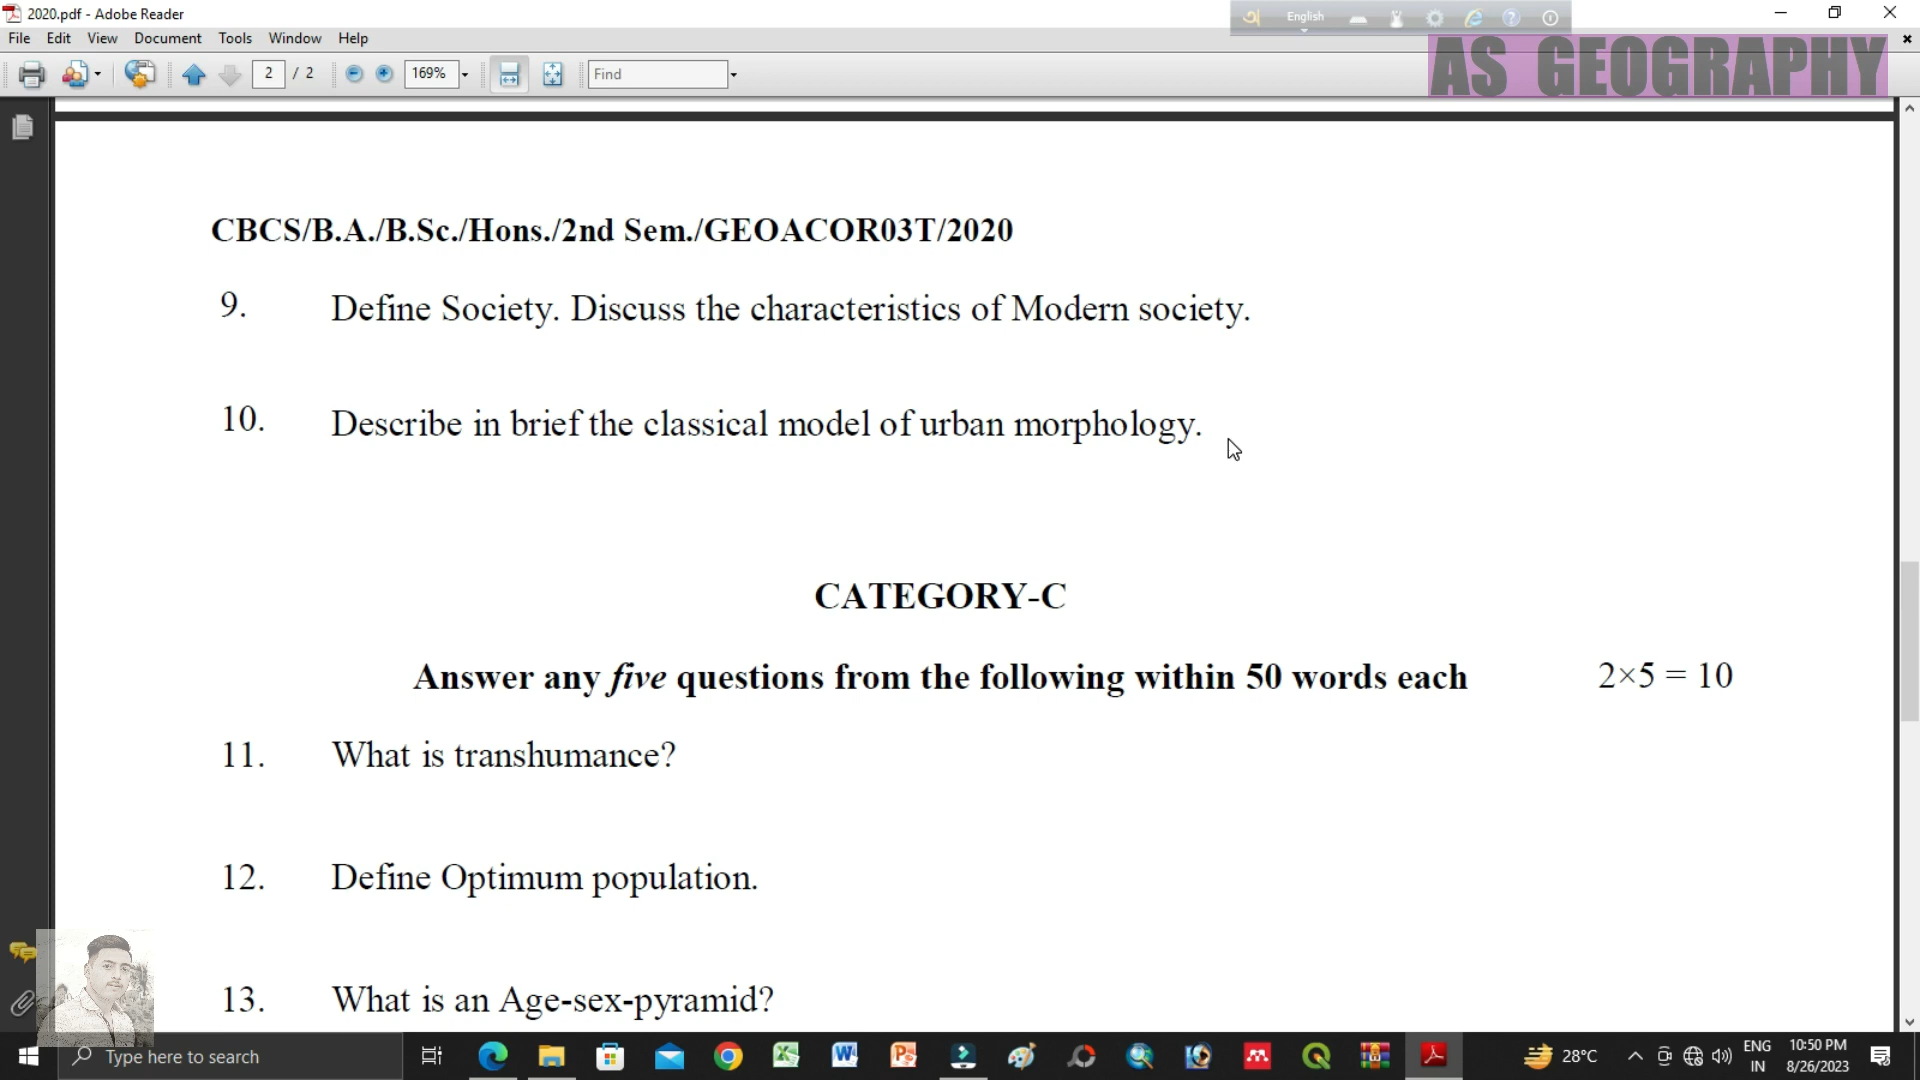 2020.pdf - Adobe Reader
English
File Edit View Document Tools Window Help
AS GEOGRAPHY
2 / 2 169% Find
CBCS/B.A./B.Sc./Hons./2nd Sem./GEOACOR03T/2020
9. Define Society. Discuss the characteristics of Modern society.
10. Describe in brief the classical model of urban morphology.
CATEGORY-C
Answer any five questions from the following within 50 words each 2×5 = 10
11. What is transhumance?
12. Define Optimum population.
13. What is an Age-sex-pyramid?
Type here to search 28°C ENG 10:50 PM
IN 8/26/2023